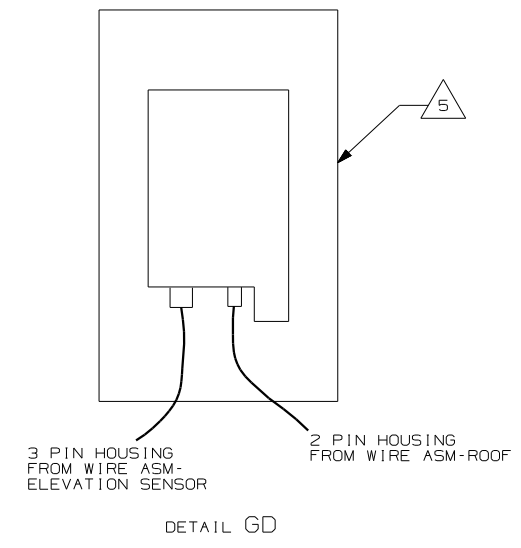 5
3 PIN HOUSING
FROM WIRE ASM-
ELEVATION SENSOR
2 PIN HOUSING
FROM WIRE ASM-ROOF
DETAIL GD